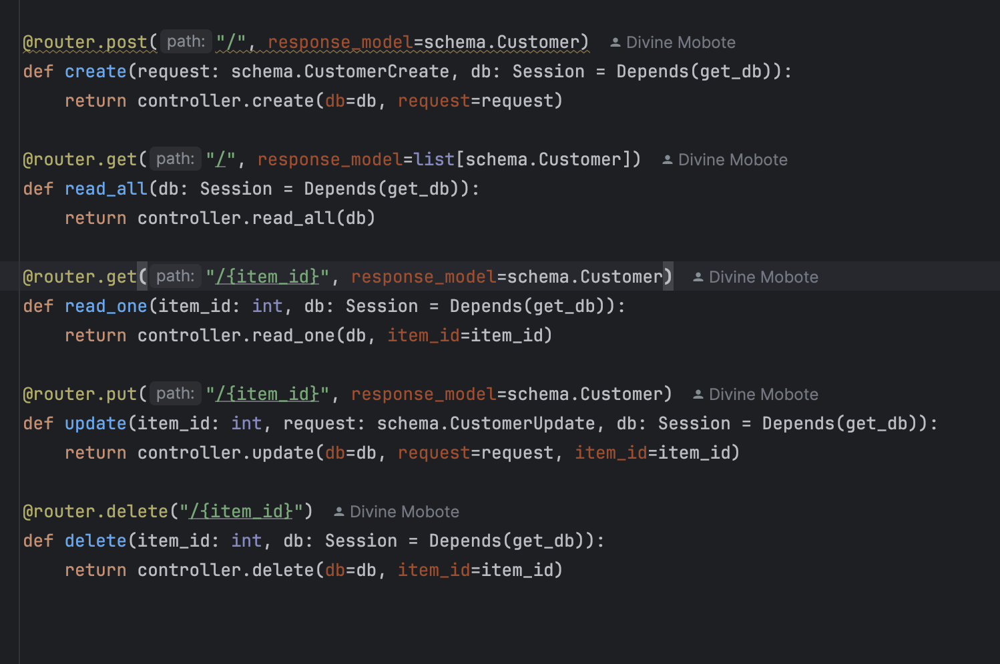 @router.post(path: "/", response_model=schema.Customer) Divine Mobote
def create(request: schema.CustomerCreate, db: Session = Depends(get_db)):
    return controller.create(db=db, request=request)
@router.get(path: "/", response_model=list[schema.Customer]) Divine Mobote
def read_all(db: Session = Depends(get_db)):
    return controller.read_all(db)
@router.get(path: "/{item_id}", response_model=schema.Customer) Divine Mobote
def read_one(item_id: int, db: Session = Depends(get_db)):
    return controller.read_one(db, item_id=item_id)
@router.put(path: "/{item_id}", response_model=schema.Customer) Divine Mobote
def update(item_id: int, request: schema.CustomerUpdate, db: Session = Depends(get_db)):
    return controller.update(db=db, request=request, item_id=item_id)
@router.delete("/{item_id}") Divine Mobote
def delete(item_id: int, db: Session = Depends(get_db)):
    return controller.delete(db=db, item_id=item_id)